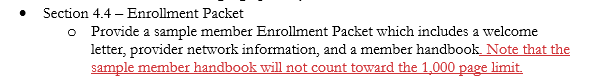 • Section 4.4 – Enrollment Packet
o Provide a sample member Enrollment Packet which includes a welcome
letter, provider network information, and a member handbook. Note that the
sample member handbook will not count toward the 1,000 page limit.